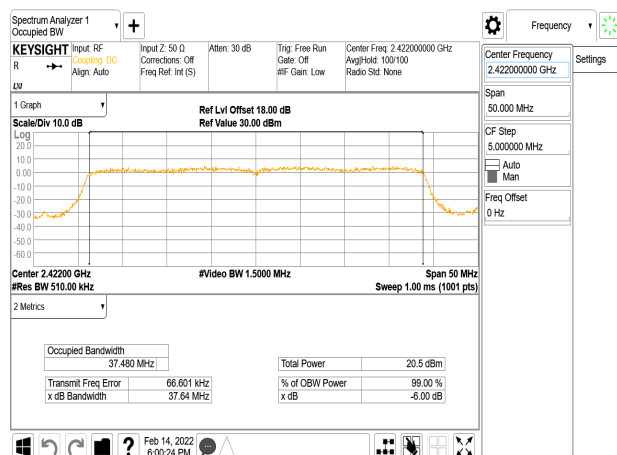 Spectrum Analyzer 1
Occupied BW
Frequency
KEYSIGHT
R
LXI
Input: RF
Coupling: DC
Align: Auto
Input Z: 50 Ω
Corrections: Off
Freq Ref: Int (S)
Atten: 30 dB
Trig: Free Run
Gate: Off
#IF Gain: Low
Center Freq: 2.422000000 GHz
Avg|Hold: 100/100
Radio Std: None
Center Frequency
2.422000000 GHz
Settings
Span
50.000 MHz
CF Step
5.000000 MHz
Auto
Man
Freq Offset
0 Hz
1 Graph
Ref Lvl Offset 18.00 dB
Scale/Div 10.0 dB
Ref Value 30.00 dBm
Log
20.0
10.0
0.00
-10.0
-20.0
-30.0
-40.0
-50.0
-60.0
Center 2.42200 GHz
#Video BW 1.5000 MHz
Span 50 MHz
#Res BW 510.00 kHz
Sweep 1.00 ms (1001 pts)
2 Metrics
Occupied Bandwidth
37.480 MHz
Total Power 20.5 dBm
Transmit Freq Error 66.601 kHz
% of OBW Power 99.00 %
x dB Bandwidth 37.64 MHz
x dB -6.00 dB
?
Feb 14, 2022
6:00:24 PM